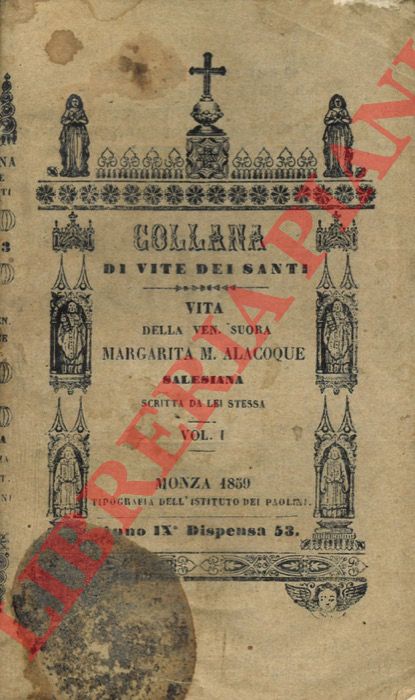 COLLANA
DI VITE DEI SANTI
VITA
DELLA VEN. SUORA
MARGARITA M. ALACOQUE
SALESIANA
SCRITTA DA LEI STESSA
VOL. I
MONZA 1859
TIPOGRAFIA DELL'ISTITUTO DEI PAOLINI.
Anno IX° Dispensa 53.
LIBRERIA PIANI